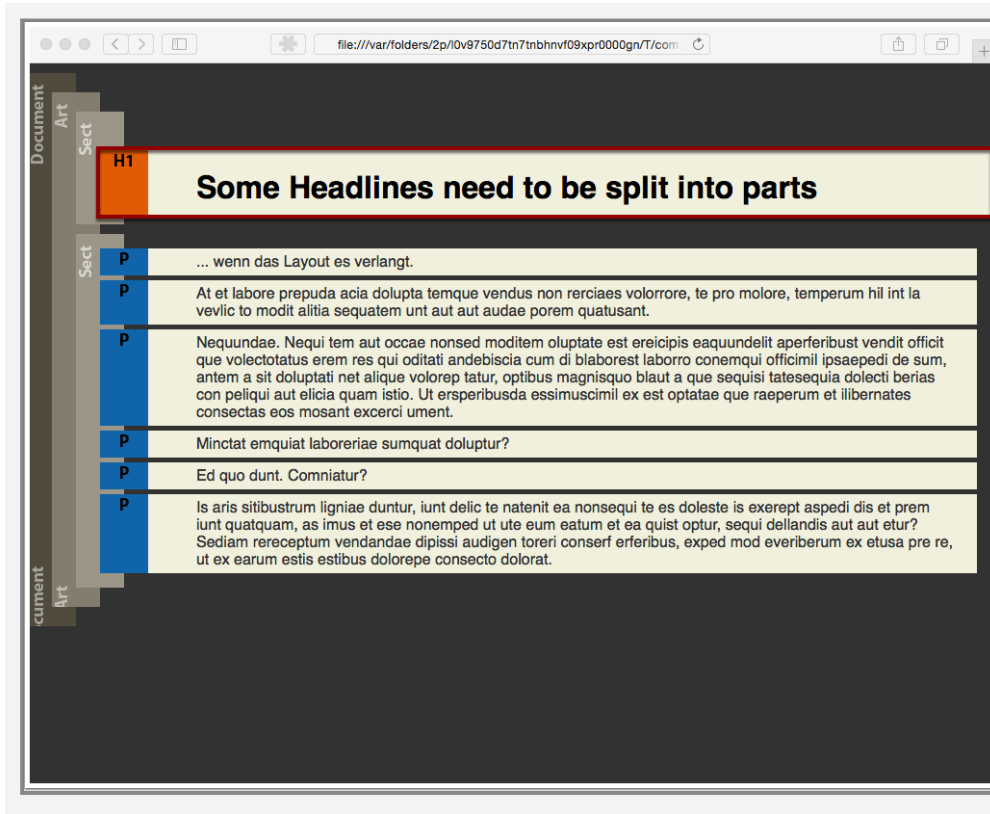 file:///var/folders/2p/l0v9750d7tn7tnbhnvf09xpr0000gn/T/com.
Document
Art
Sect
H1
Some Headlines need to be split into parts
Sect
P
... wenn das Layout es verlangt.
P
At et labore prepuda acia dolupta temque vendus non rerciaes volorrore, te pro molore, temperum hil int la
vevlic to modit alitia sequatem unt aut aut audae porem quatusant.
P
Nequundae. Nequi tem aut occae nonsed moditem oluptate est ereicipis eaquundelit aperferibust vendit officit
que volectotatus erem res qui oditati andebiscia cum di blaborest laborro conemqui officimil ipsaepedi de sum,
antem a sit doluptati net alique volorep tatur, optibus magnisquo blaut a que sequisi tatesequia dolecti berias
con peliqui aut elicia quam istio. Ut ersperibusda essimuscimil ex est optatae que raeperum et ilibernates
consectas eos mosant excerci ument.
P
Minctat emquiat laboreriae sumquat doluptur?
P
Ed quo dunt. Comniatur?
P
Is aris sitibustrum ligniae duntur, iunt delic te natenit ea nonsequi te es doleste is exerept aspedi dis et prem
iunt quatquam, as imus et ese nonemped ut ute eum eatum et ea quist optur, sequi dellandis aut aut etur?
Sediam rereceptum vendandae dipissi audigen toreri conserf erferibus, exped mod everiberum ex etusa pre re,
ut ex earum estis estibus dolorepe consecto dolorat.
cument
Art